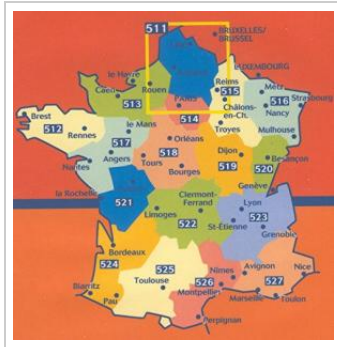 511
BRUXELLES/
BRUSSEL
LUXEMBOURG
le Havre
Rouen
Reims
515
Metz
Caen
513
PARIS
Châlons-
en-Ch.
516
Strasbourg
514
Nancy
Brest
512
Rennes
517
le Mans
Troyes
Mulhouse
Orléans
518
Dijon
Angers
Tours
519
520
Besançon
Nantes
Bourges
la Rochelle
Genève
521
Clermont-
Ferrand
Lyon
Limoges
522
523
St-Étienne
Grenoble
Bordeaux
524
525
Avignon
Nice
Biarritz
Toulouse
Nîmes
526
527
Pau
Montpellier
Marseille
Toulon
Perpignan